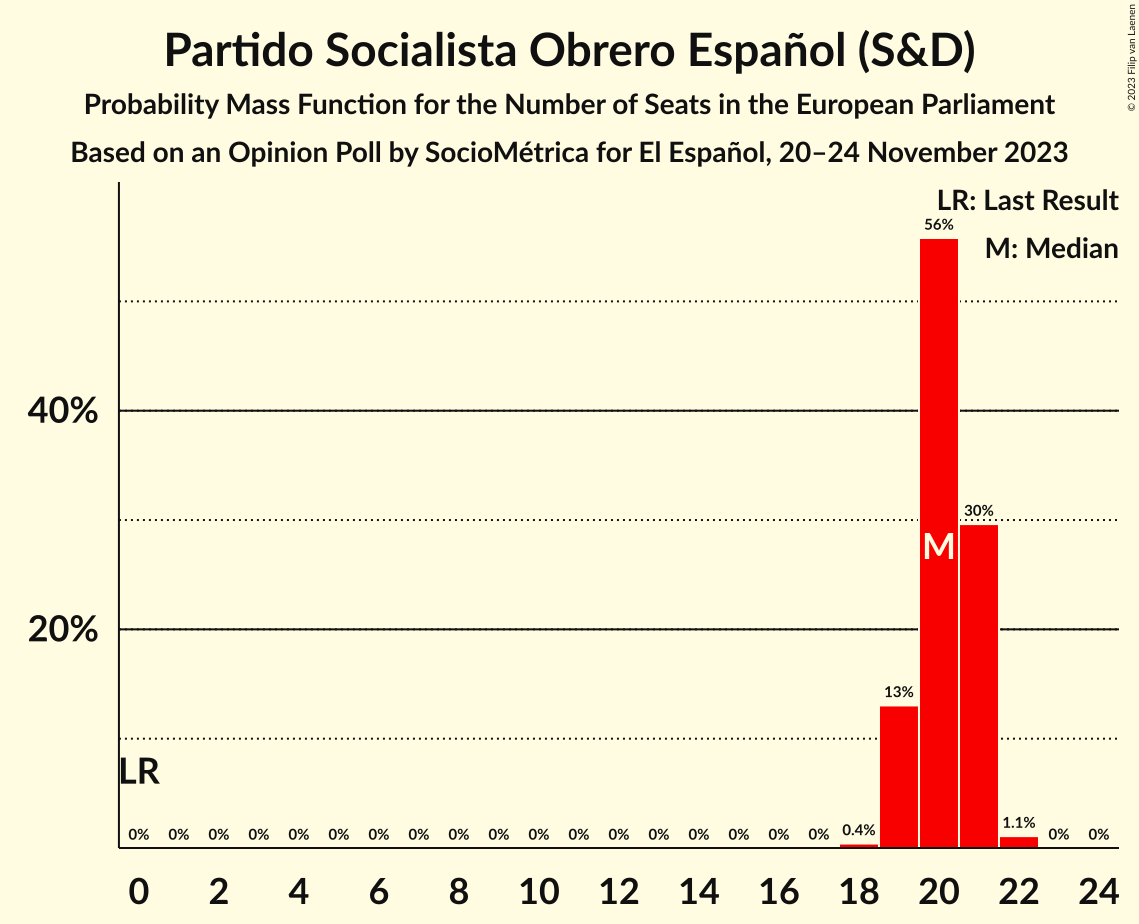 Partido Socialista Obrero Español (S&D)
Probability Mass Function for the Number of Seats in the European Parliament
Based on an Opinion Poll by SocioMétrica for El Español, 20–24 November 2023
© 2023 Filip van Laenen
LR: Last Result
M: Median
56%
40%
30%
M
20%
13%
LR
0% 0% 0% 0% 0% 0% 0% 0% 0% 0% 0% 0% 0% 0% 0% 0% 0% 0% 0.4% 1.1% 0% 0%
0 2 4 6 8 10 12 14 16 18 20 22 24